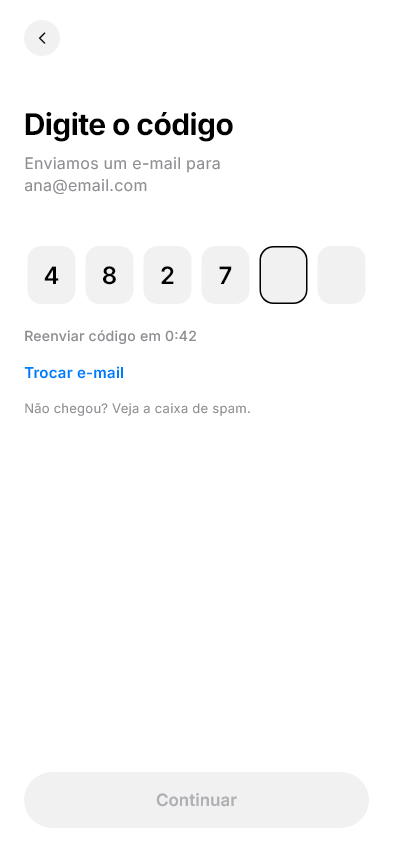 Digite o código
Enviamos um e-mail para
ana@email.com
4 8 2 7
Reenviar código em 0:42
Trocar e-mail
Não chegou? Veja a caixa de spam.
Continuar